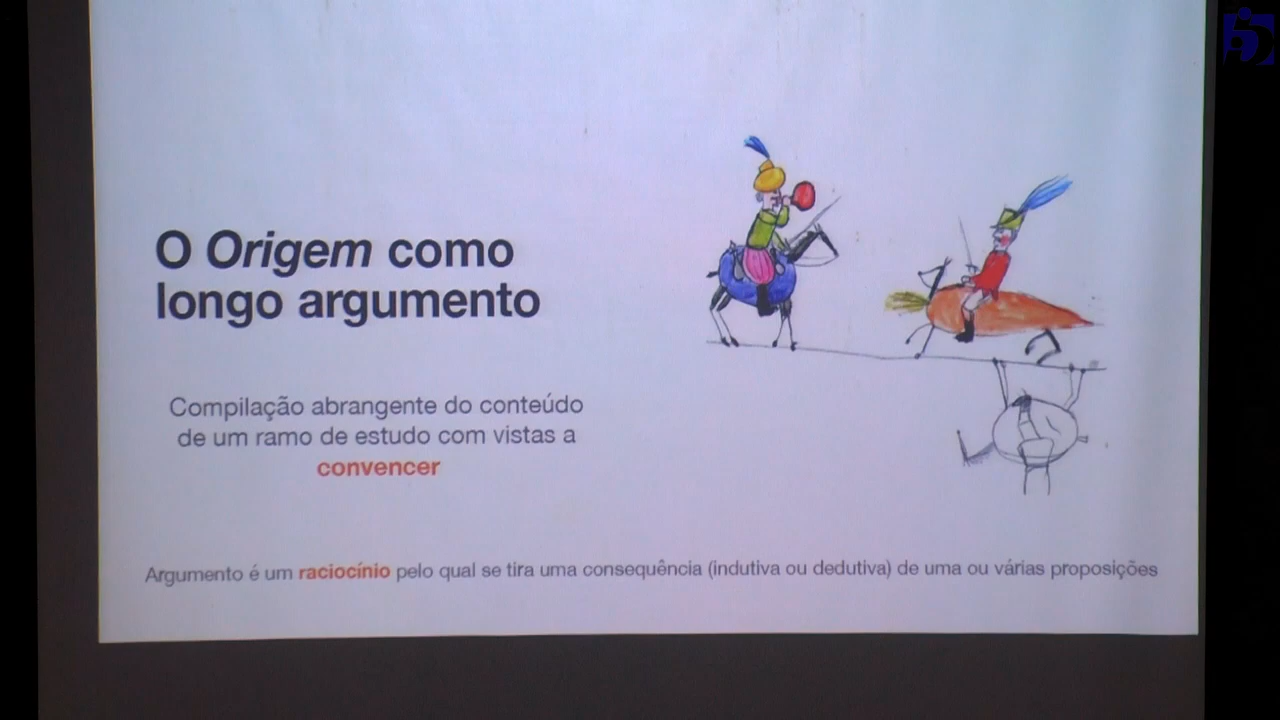 O Origem como
longo argumento
Compilação abrangente do conteúdo
de um ramo de estudo com vistas a
convencer
Argumento é um raciocínio pelo qual se tira uma consequência (indutiva ou dedutiva) de uma ou várias proposições